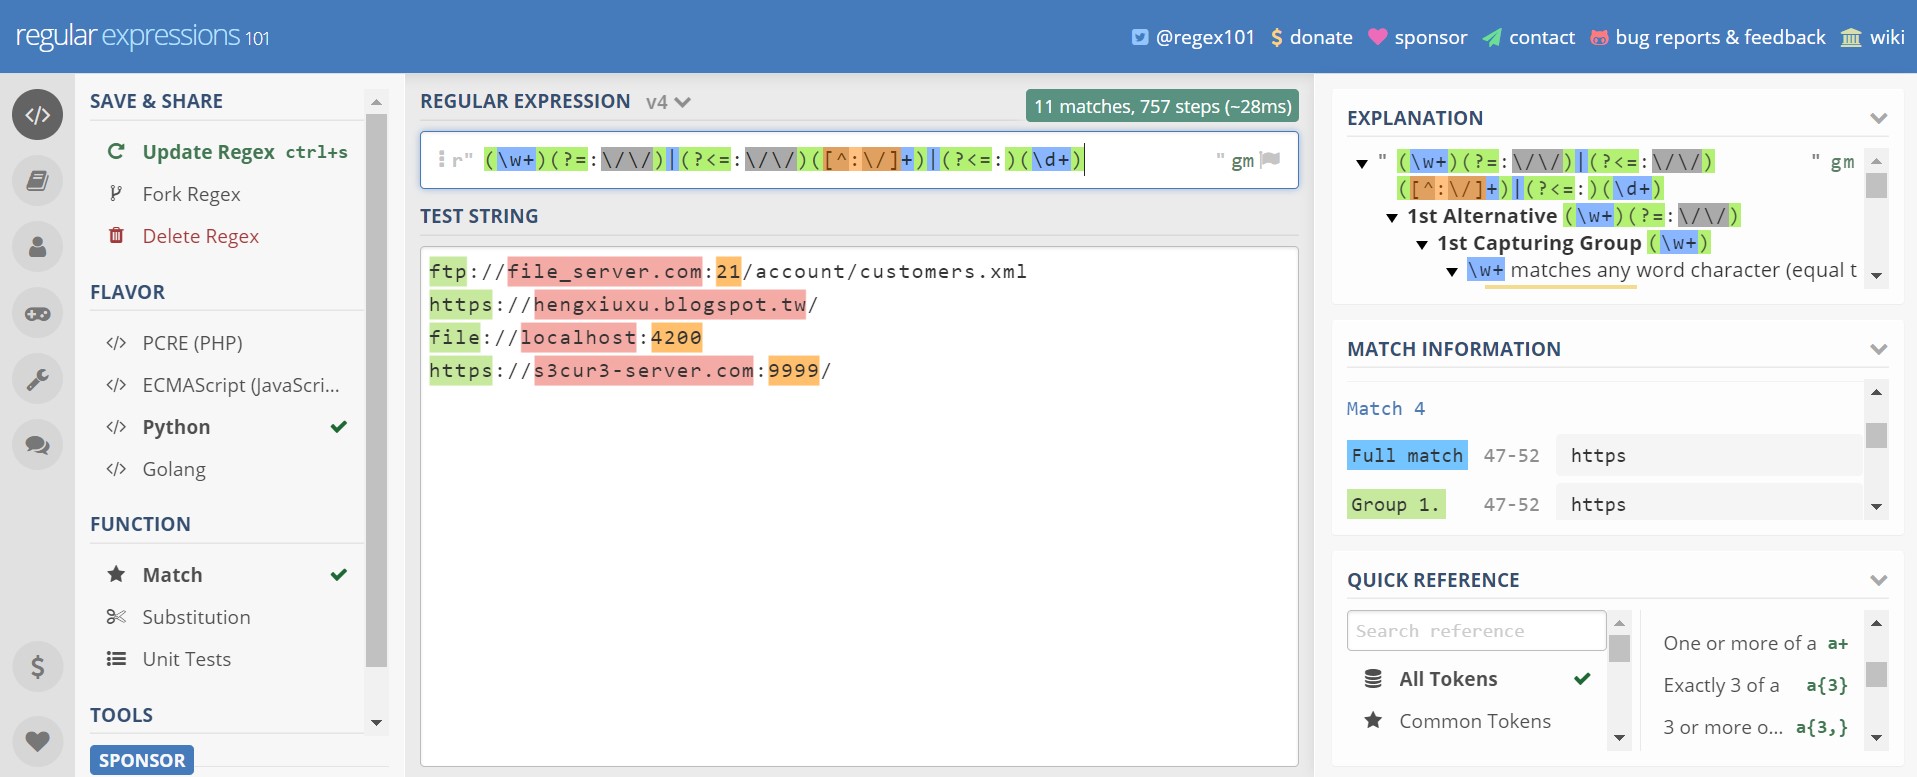 regular expressions 101
@regex101 $ donate sponsor contact bug reports & feedback wiki
SAVE & SHARE
Update Regex ctrl+s
Fork Regex
Delete Regex
FLAVOR
</> PCRE (PHP)
</> ECMAScript (JavaScri...
</> Python
</> Golang
FUNCTION
Match
Substitution
Unit Tests
TOOLS
SPONSOR
REGULAR EXPRESSION v4
11 matches, 757 steps (~28ms)
r" (\w+)(?=:\/\/)|(?<=:\/\/)([^:\/]+)|(?<=:)(\d+) " gm
TEST STRING
ftp://file_server.com:21/account/customers.xml
https://hengxiuxu.blogspot.tw/
file://localhost:4200
https://s3cur3-server.com:9999/
EXPLANATION
" (\w+)(?=:\/\/)|(?<=:\/\/) " gm
([^:\/]+)|(?<=:)(\d+)
1st Alternative (\w+)(?=:\/\/)
1st Capturing Group (\w+)
\w+ matches any word character (equal t
MATCH INFORMATION
Match 4
Full match 47-52 https
Group 1. 47-52 https
QUICK REFERENCE
Search reference
All Tokens
Common Tokens
One or more of a a+
Exactly 3 of a a{3}
3 or more o... a{3,}